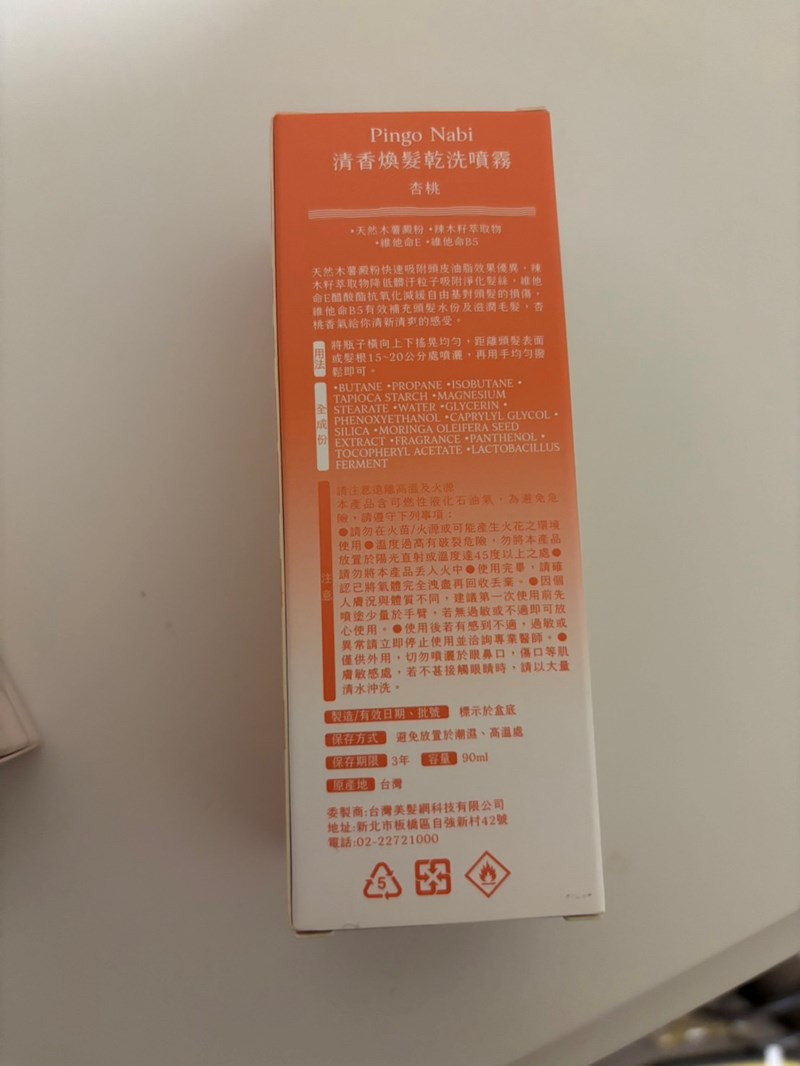 Pingo Nabi
清香煥髮乾洗噴霧
杏桃
•天然木薯澱粉 •辣木籽萃取物
•維他命E •維他命B5
天然木薯澱粉快速吸附頭皮油脂效果優異，辣
木籽萃取物降低髒汙粒子吸附淨化髮絲，維他
命E醋酸酯抗氧化減緩自由基對頭髮的損傷，
維他命B5有效補充頭髮水份及滋潤毛髮，杏
桃香氣給你清新清爽的感受。
用法
將瓶子橫向上下搖晃均勻，距離頭髮表面
或髮根15~20公分處噴灑，再用手均勻撥
鬆即可。
全成份
•BUTANE •PROPANE •ISOBUTANE •
TAPIOCA STARCH •MAGNESIUM
STEARATE •WATER •GLYCERIN •
PHENOXYETHANOL •CAPRYLYL GLYCOL •
SILICA •MORINGA OLEIFERA SEED
EXTRACT •FRAGRANCE •PANTHENOL •
TOCOPHERYL ACETATE •LACTOBACILLUS
FERMENT
注意
請注意遠離高溫及火源
本產品含可燃性液化石油氣，為避免危
險，請遵守下列事項：
●請勿在火苗/火源或可能產生火花之環境
使用●溫度過高有破裂危險，勿將本產品
放置於陽光直射或溫度達45度以上之處●
請勿將本產品丟入火中●使用完畢，請確
認已將氣體完全洩盡再回收丟棄。●因個
人膚況與體質不同，建議第一次使用前先
噴塗少量於手臂，若無過敏或不適即可放
心使用。●使用後若有感到不適，過敏或
異常請立即停止使用並洽詢專業醫師。●
僅供外用，切勿噴灑於眼鼻口，傷口等肌
膚敏感處，若不甚接觸眼睛時，請以大量
清水沖洗。
製造/有效日期、批號 標示於盒底
保存方式 避免放置於潮濕、高溫處
保存期限 3年 容量 90ml
原產地 台灣
委製商:台灣美髮網科技有限公司
地址:新北市板橋區自強新村42號
電話:02-22721000
5